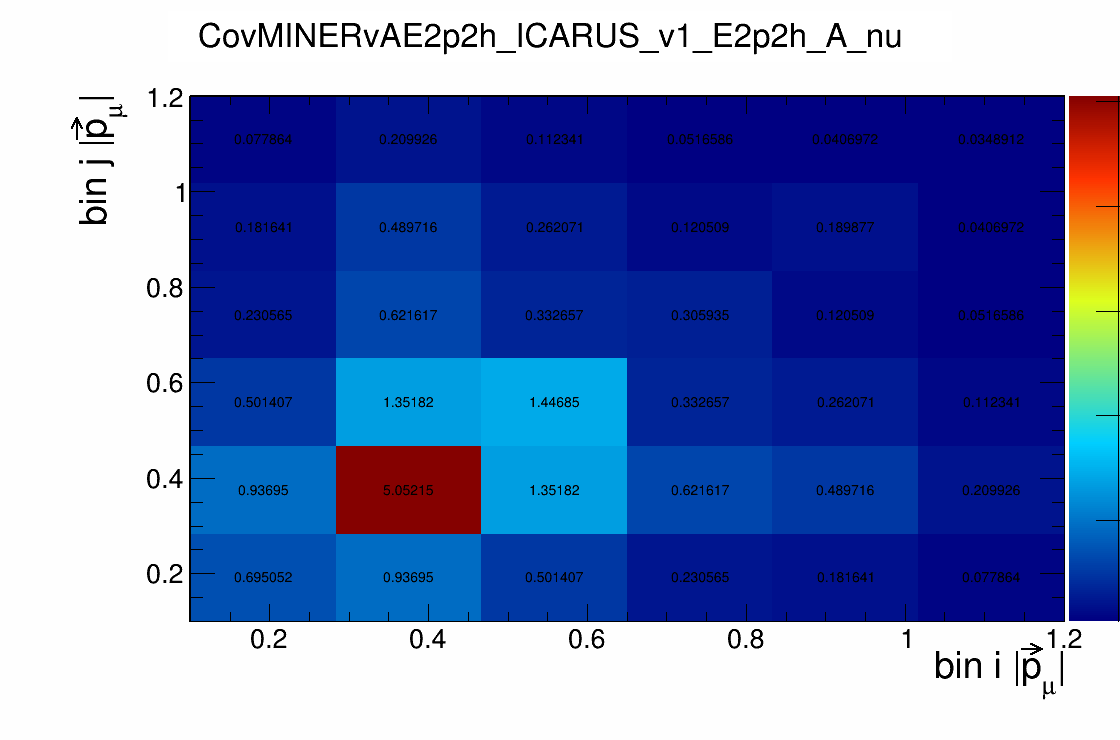 CovMINERvAE2p2h_ICARUS_v1_E2p2h_A_nu
bin j |p⃗μ|
1.2
0.077864 0.209926 0.112341 0.0516586 0.0406972 0.0348912
1
0.181641 0.489716 0.262071 0.120509 0.189877 0.0406972
0.8
0.230565 0.621617 0.332657 0.305935 0.120509 0.0516586
0.6
0.501407 1.35182 1.44685 0.332657 0.262071 0.112341
0.4
0.93695 5.05215 1.35182 0.621617 0.489716 0.209926
0.2
0.695052 0.93695 0.501407 0.230565 0.181641 0.077864
0.2 0.4 0.6 0.8 1 1.2
bin i |p⃗μ|